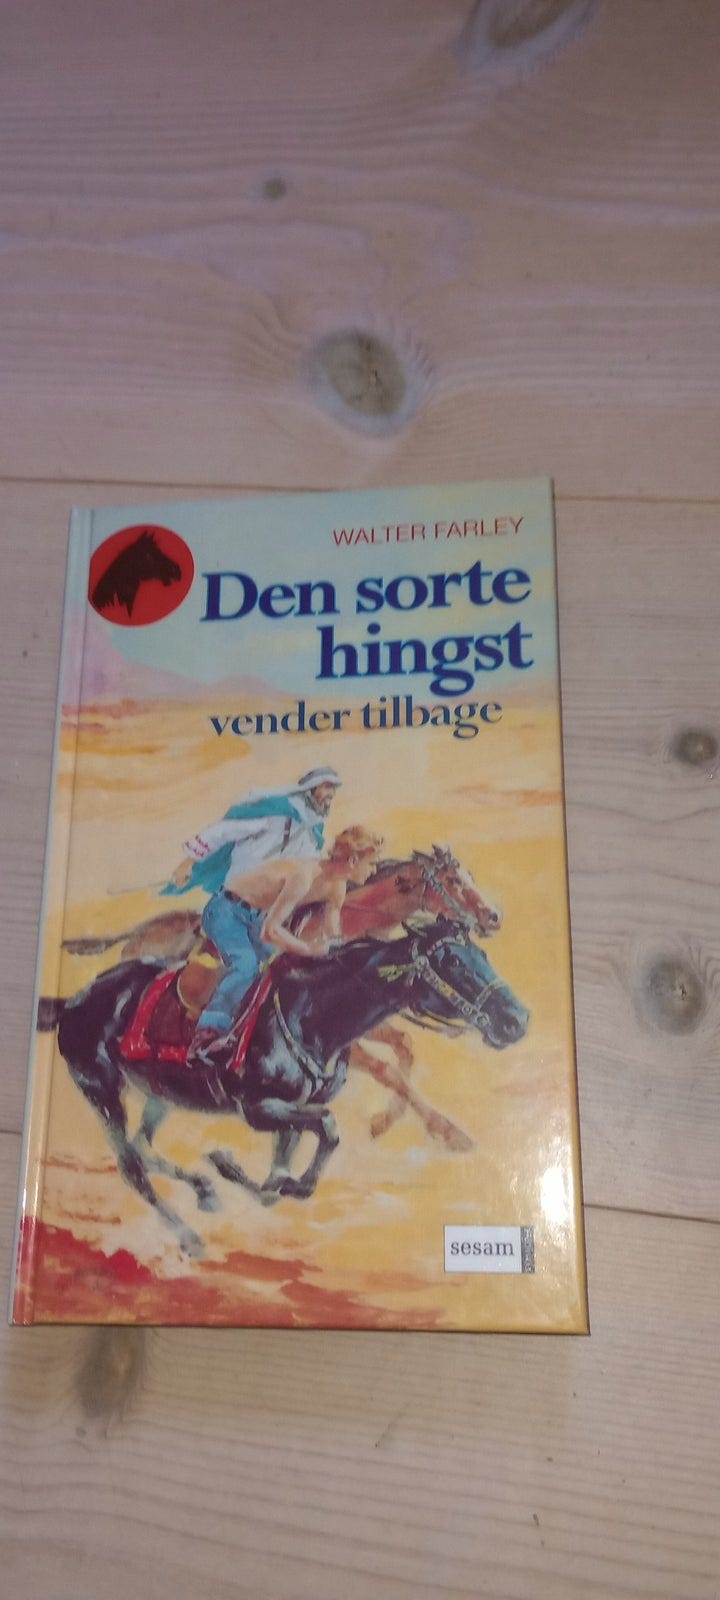 WALTER FARLEY
Den sorte
hingst
vender tilbage
sesam